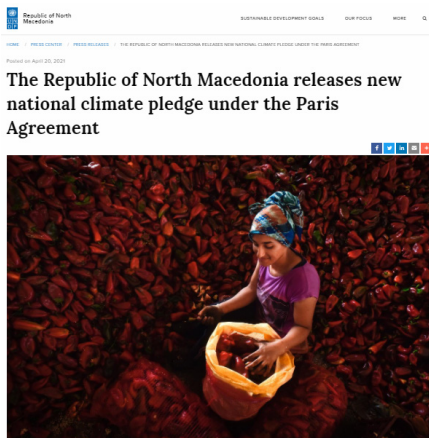 Republic of North
Macedonia
SUSTAINABLE DEVELOPMENT GOALS OUR FOCUS MORE
HOME / PRESS CENTER / PRESS RELEASES / THE REPUBLIC OF NORTH MACEDONIA RELEASES NEW NATIONAL CLIMATE PLEDGE UNDER THE PARIS AGREEMENT
Posted on April 20, 2021
The Republic of North Macedonia releases new
national climate pledge under the Paris
Agreement